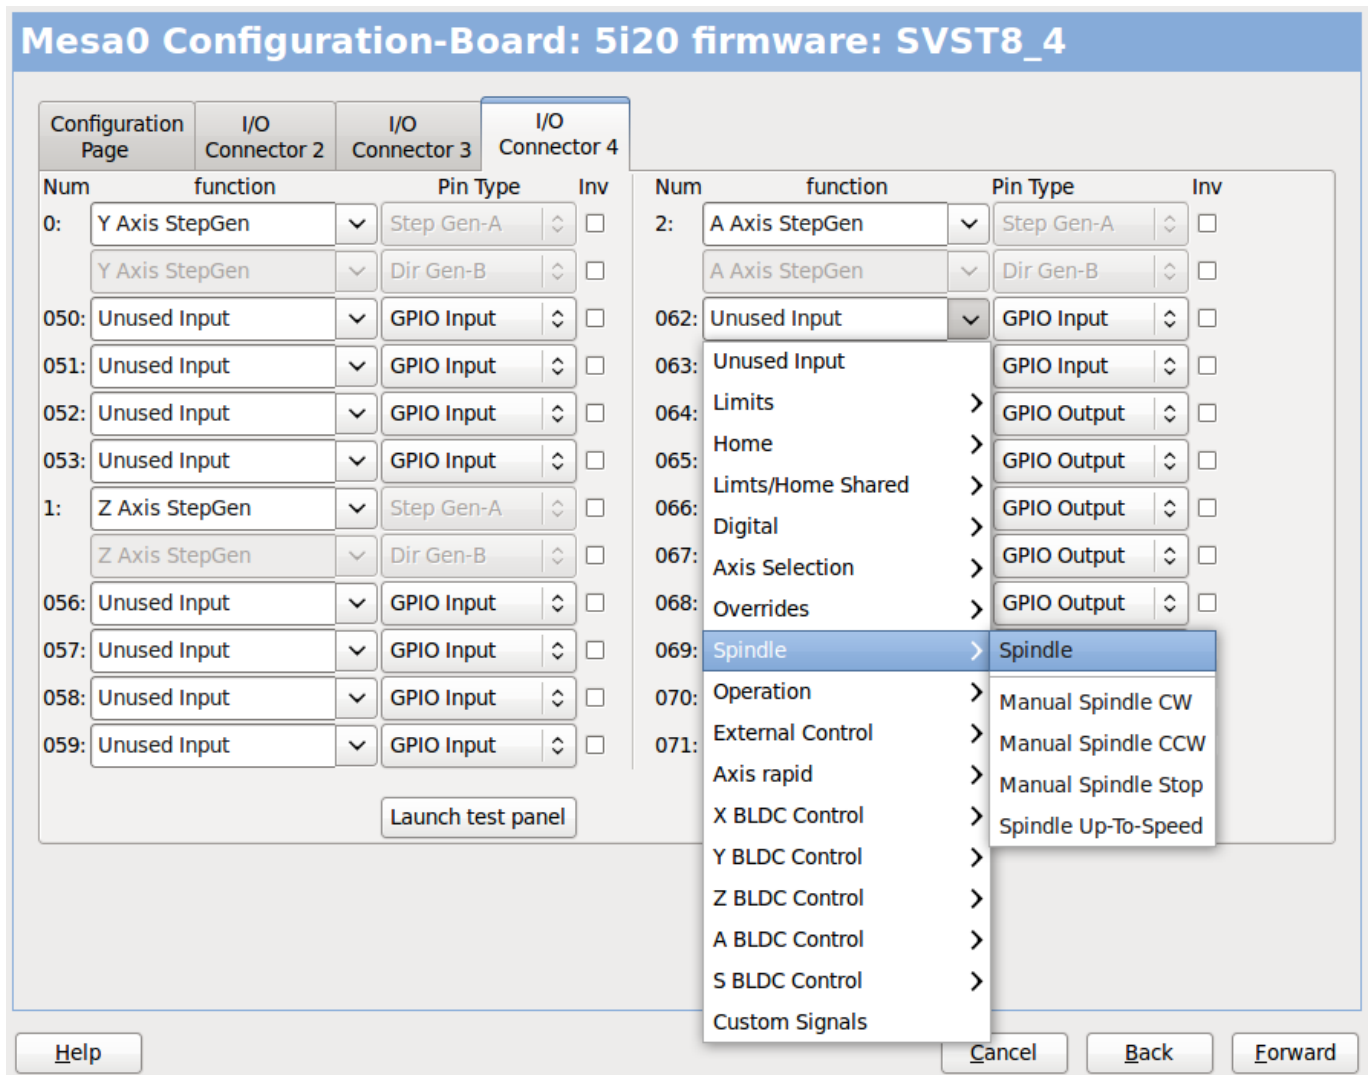 Mesa0 Configuration-Board: 5i20 firmware: SVST8_4
Configuration Page
I/O Connector 2
I/O Connector 3
I/O Connector 4
Num function Pin Type Inv
0: Y Axis StepGen Step Gen-A
Y Axis StepGen Dir Gen-B
050: Unused Input GPIO Input
051: Unused Input GPIO Input
052: Unused Input GPIO Input
053: Unused Input GPIO Input
1: Z Axis StepGen Step Gen-A
Z Axis StepGen Dir Gen-B
056: Unused Input GPIO Input
057: Unused Input GPIO Input
058: Unused Input GPIO Input
059: Unused Input GPIO Input
Launch test panel
Num function Pin Type Inv
2: A Axis StepGen Step Gen-A
A Axis StepGen Dir Gen-B
062: Unused Input GPIO Input
063: GPIO Input
064: GPIO Output
065: GPIO Output
066: GPIO Output
067: GPIO Output
068: GPIO Output
069:
070:
071:
Unused Input
Limits
Home
Limts/Home Shared
Digital
Axis Selection
Overrides
Spindle
Operation
External Control
Axis rapid
X BLDC Control
Y BLDC Control
Z BLDC Control
A BLDC Control
S BLDC Control
Custom Signals
Spindle
Manual Spindle CW
Manual Spindle CCW
Manual Spindle Stop
Spindle Up-To-Speed
Help
Cancel
Back
Forward